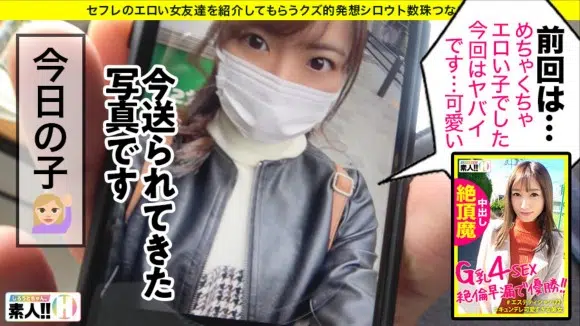 セフレのエロい女友達を紹介してもらうクズ的発想シロウト数珠つな
今日の子
今送られてきた
写真です
前回は…
めちゃくちゃ
エロい子でした
今回はヤバイ
です…可愛い
素人!!
中出し
絶頂魔
G乳4SEX
絶倫早漏で優勝!!
素人!!